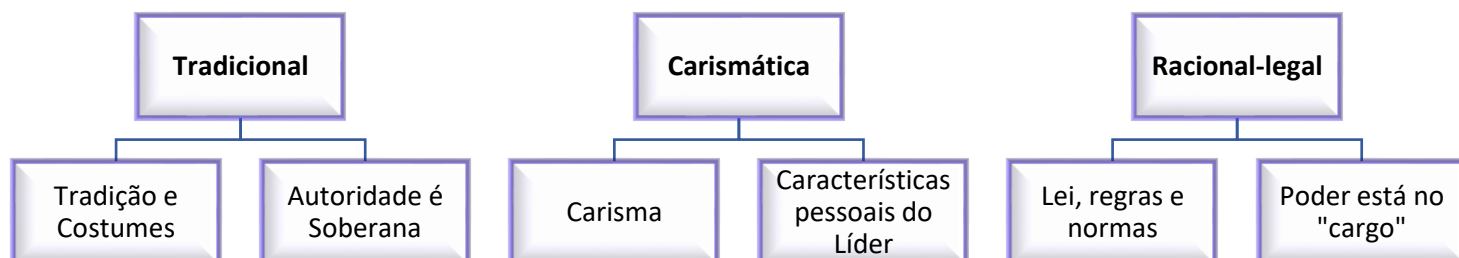 Tradicional
Tradição e
Costumes
Autoridade é
Soberana
Carismática
Carisma
Características
pessoais do
Líder
Racional-legal
Lei, regras e
normas
Poder está no
"cargo"